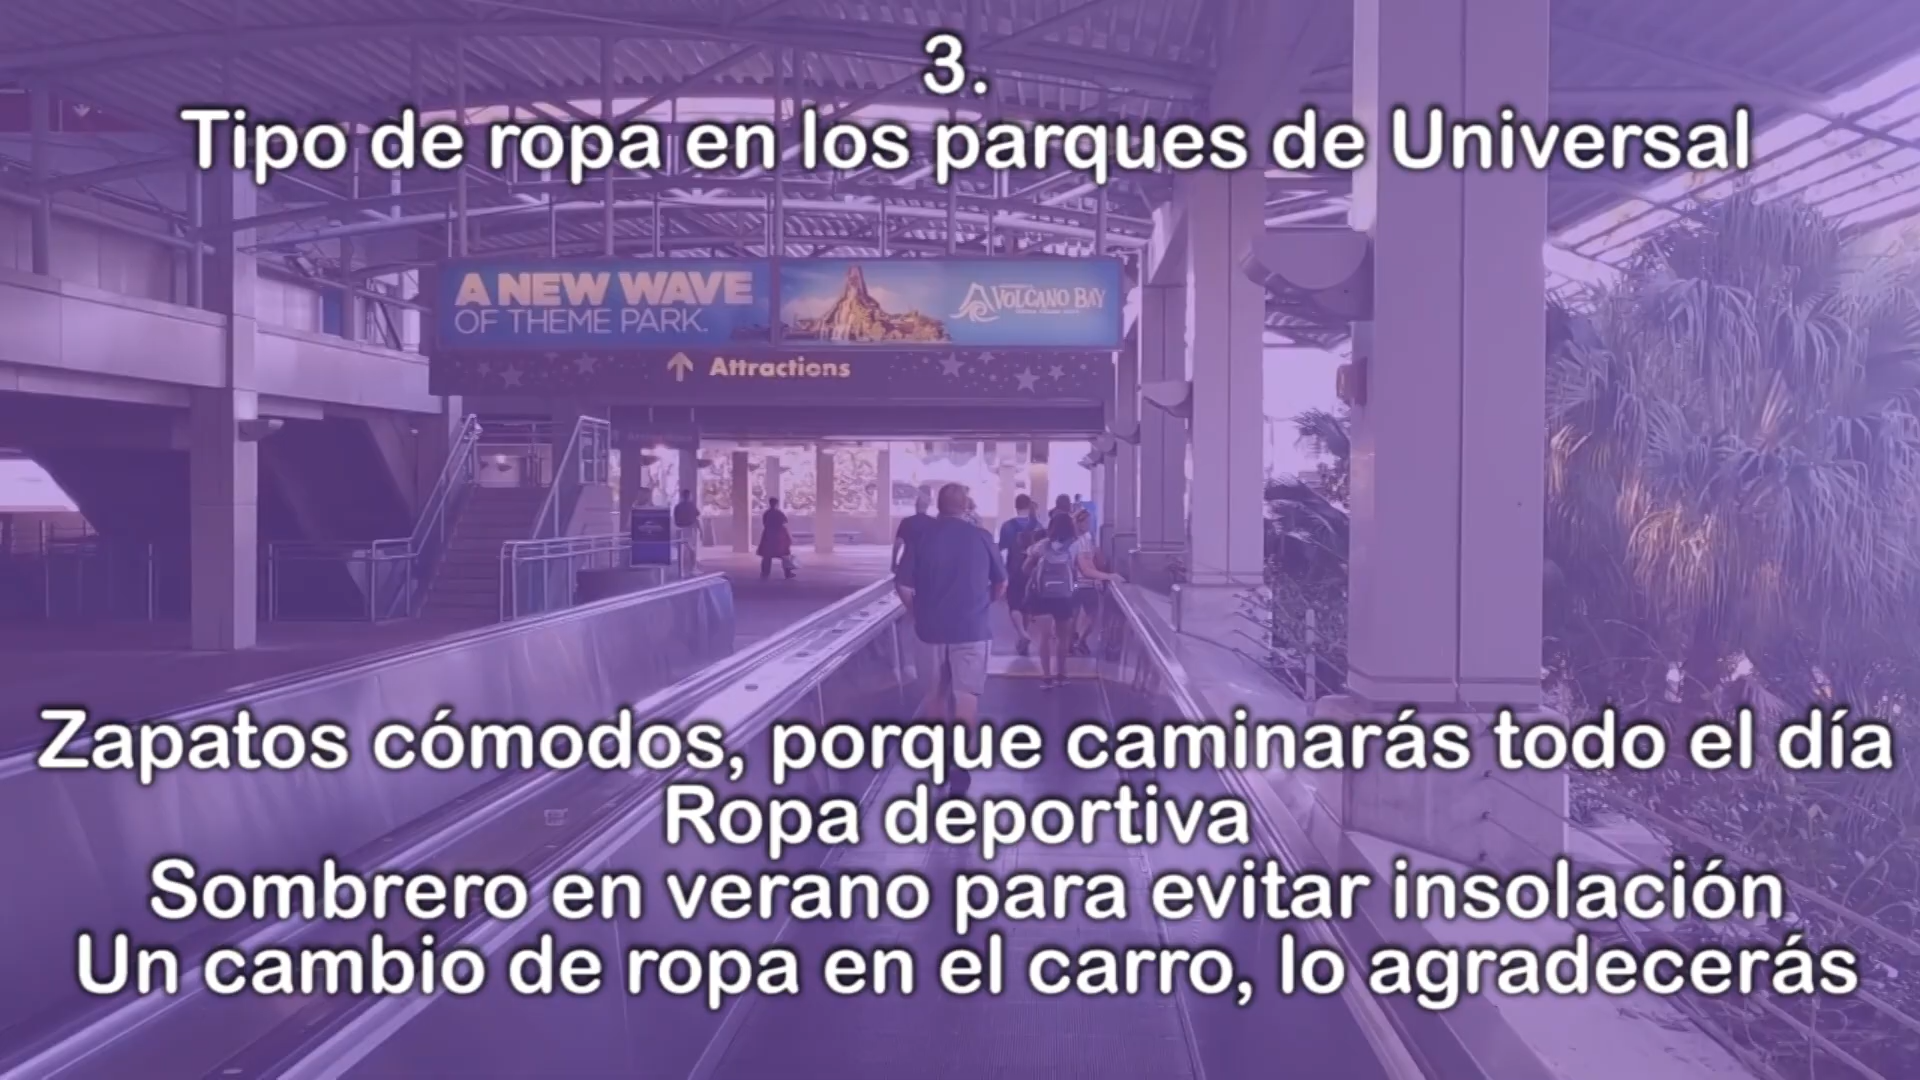 3.
Tipo de ropa en los parques de Universal
A NEW WAVE
OF THEME PARK.
VOLCANO BAY
Attractions
Zapatos cómodos, porque caminarás todo el día
Ropa deportiva
Sombrero en verano para evitar insolación
Un cambio de ropa en el carro, lo agradecerás